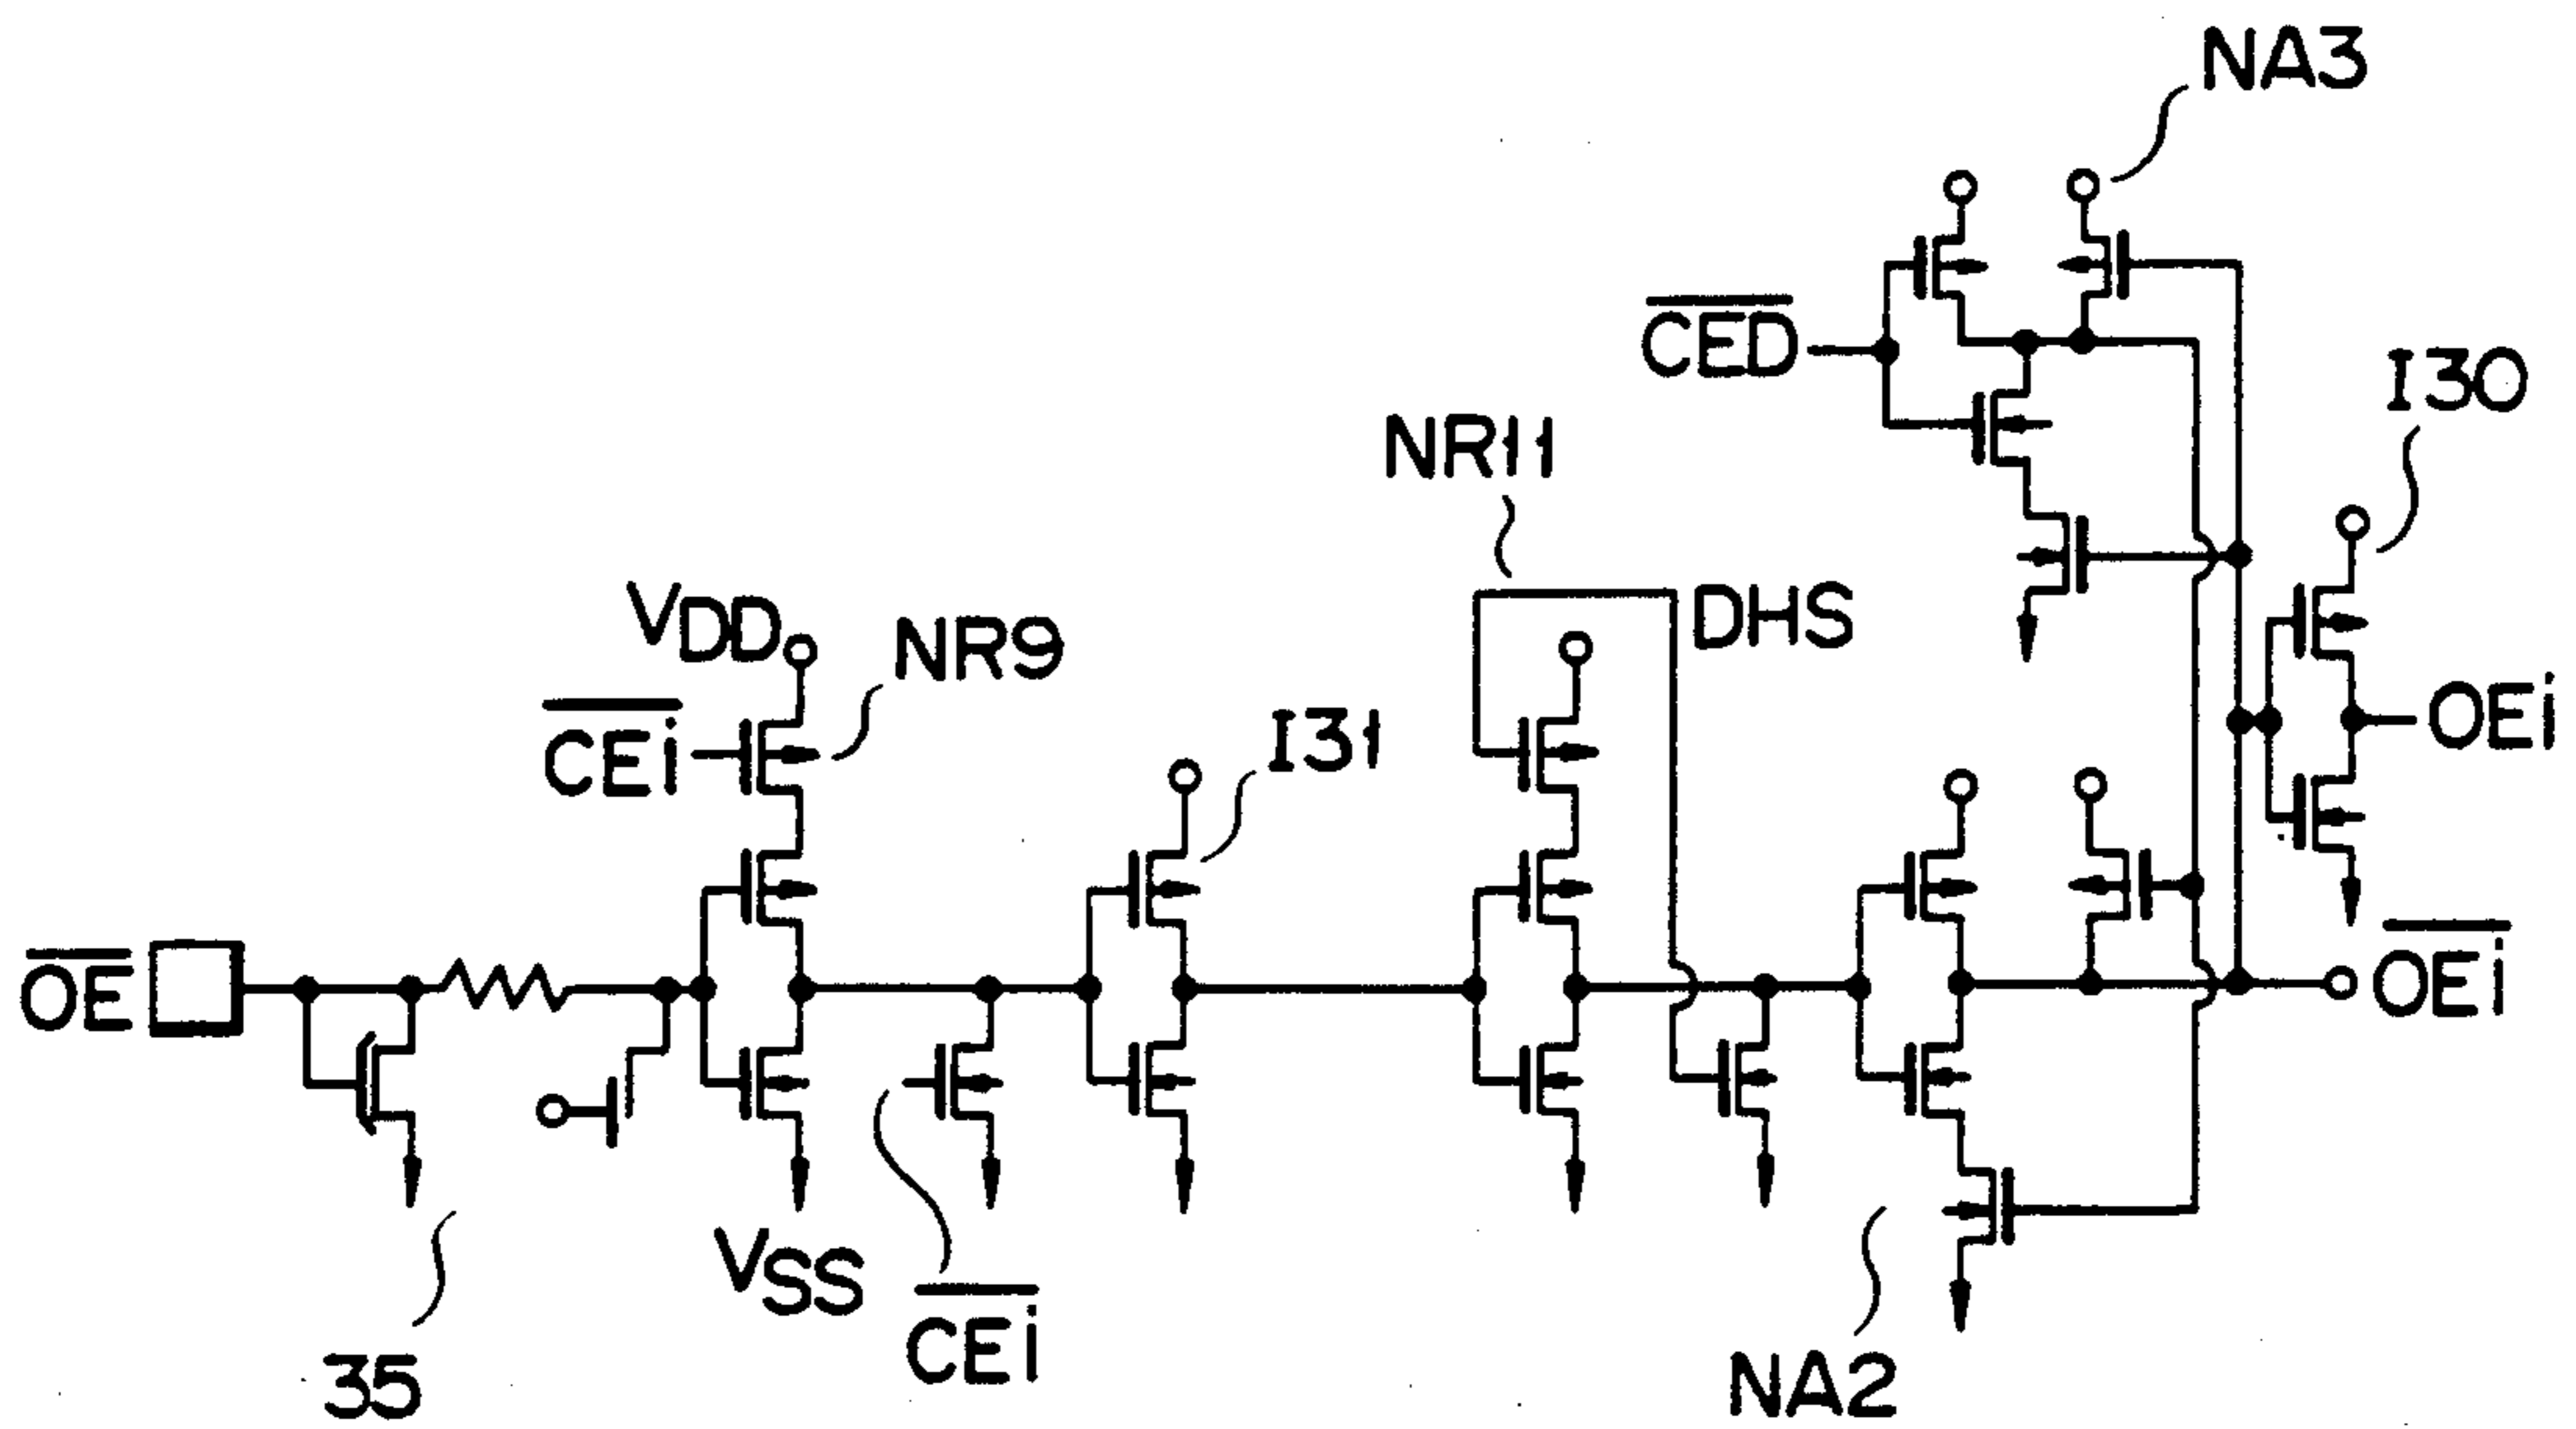 NA3
CED
I30
NR11
VDD
NR9
DHS
CEi
I31
OEi
OE
OEi
VSS
CEi
35
NA2